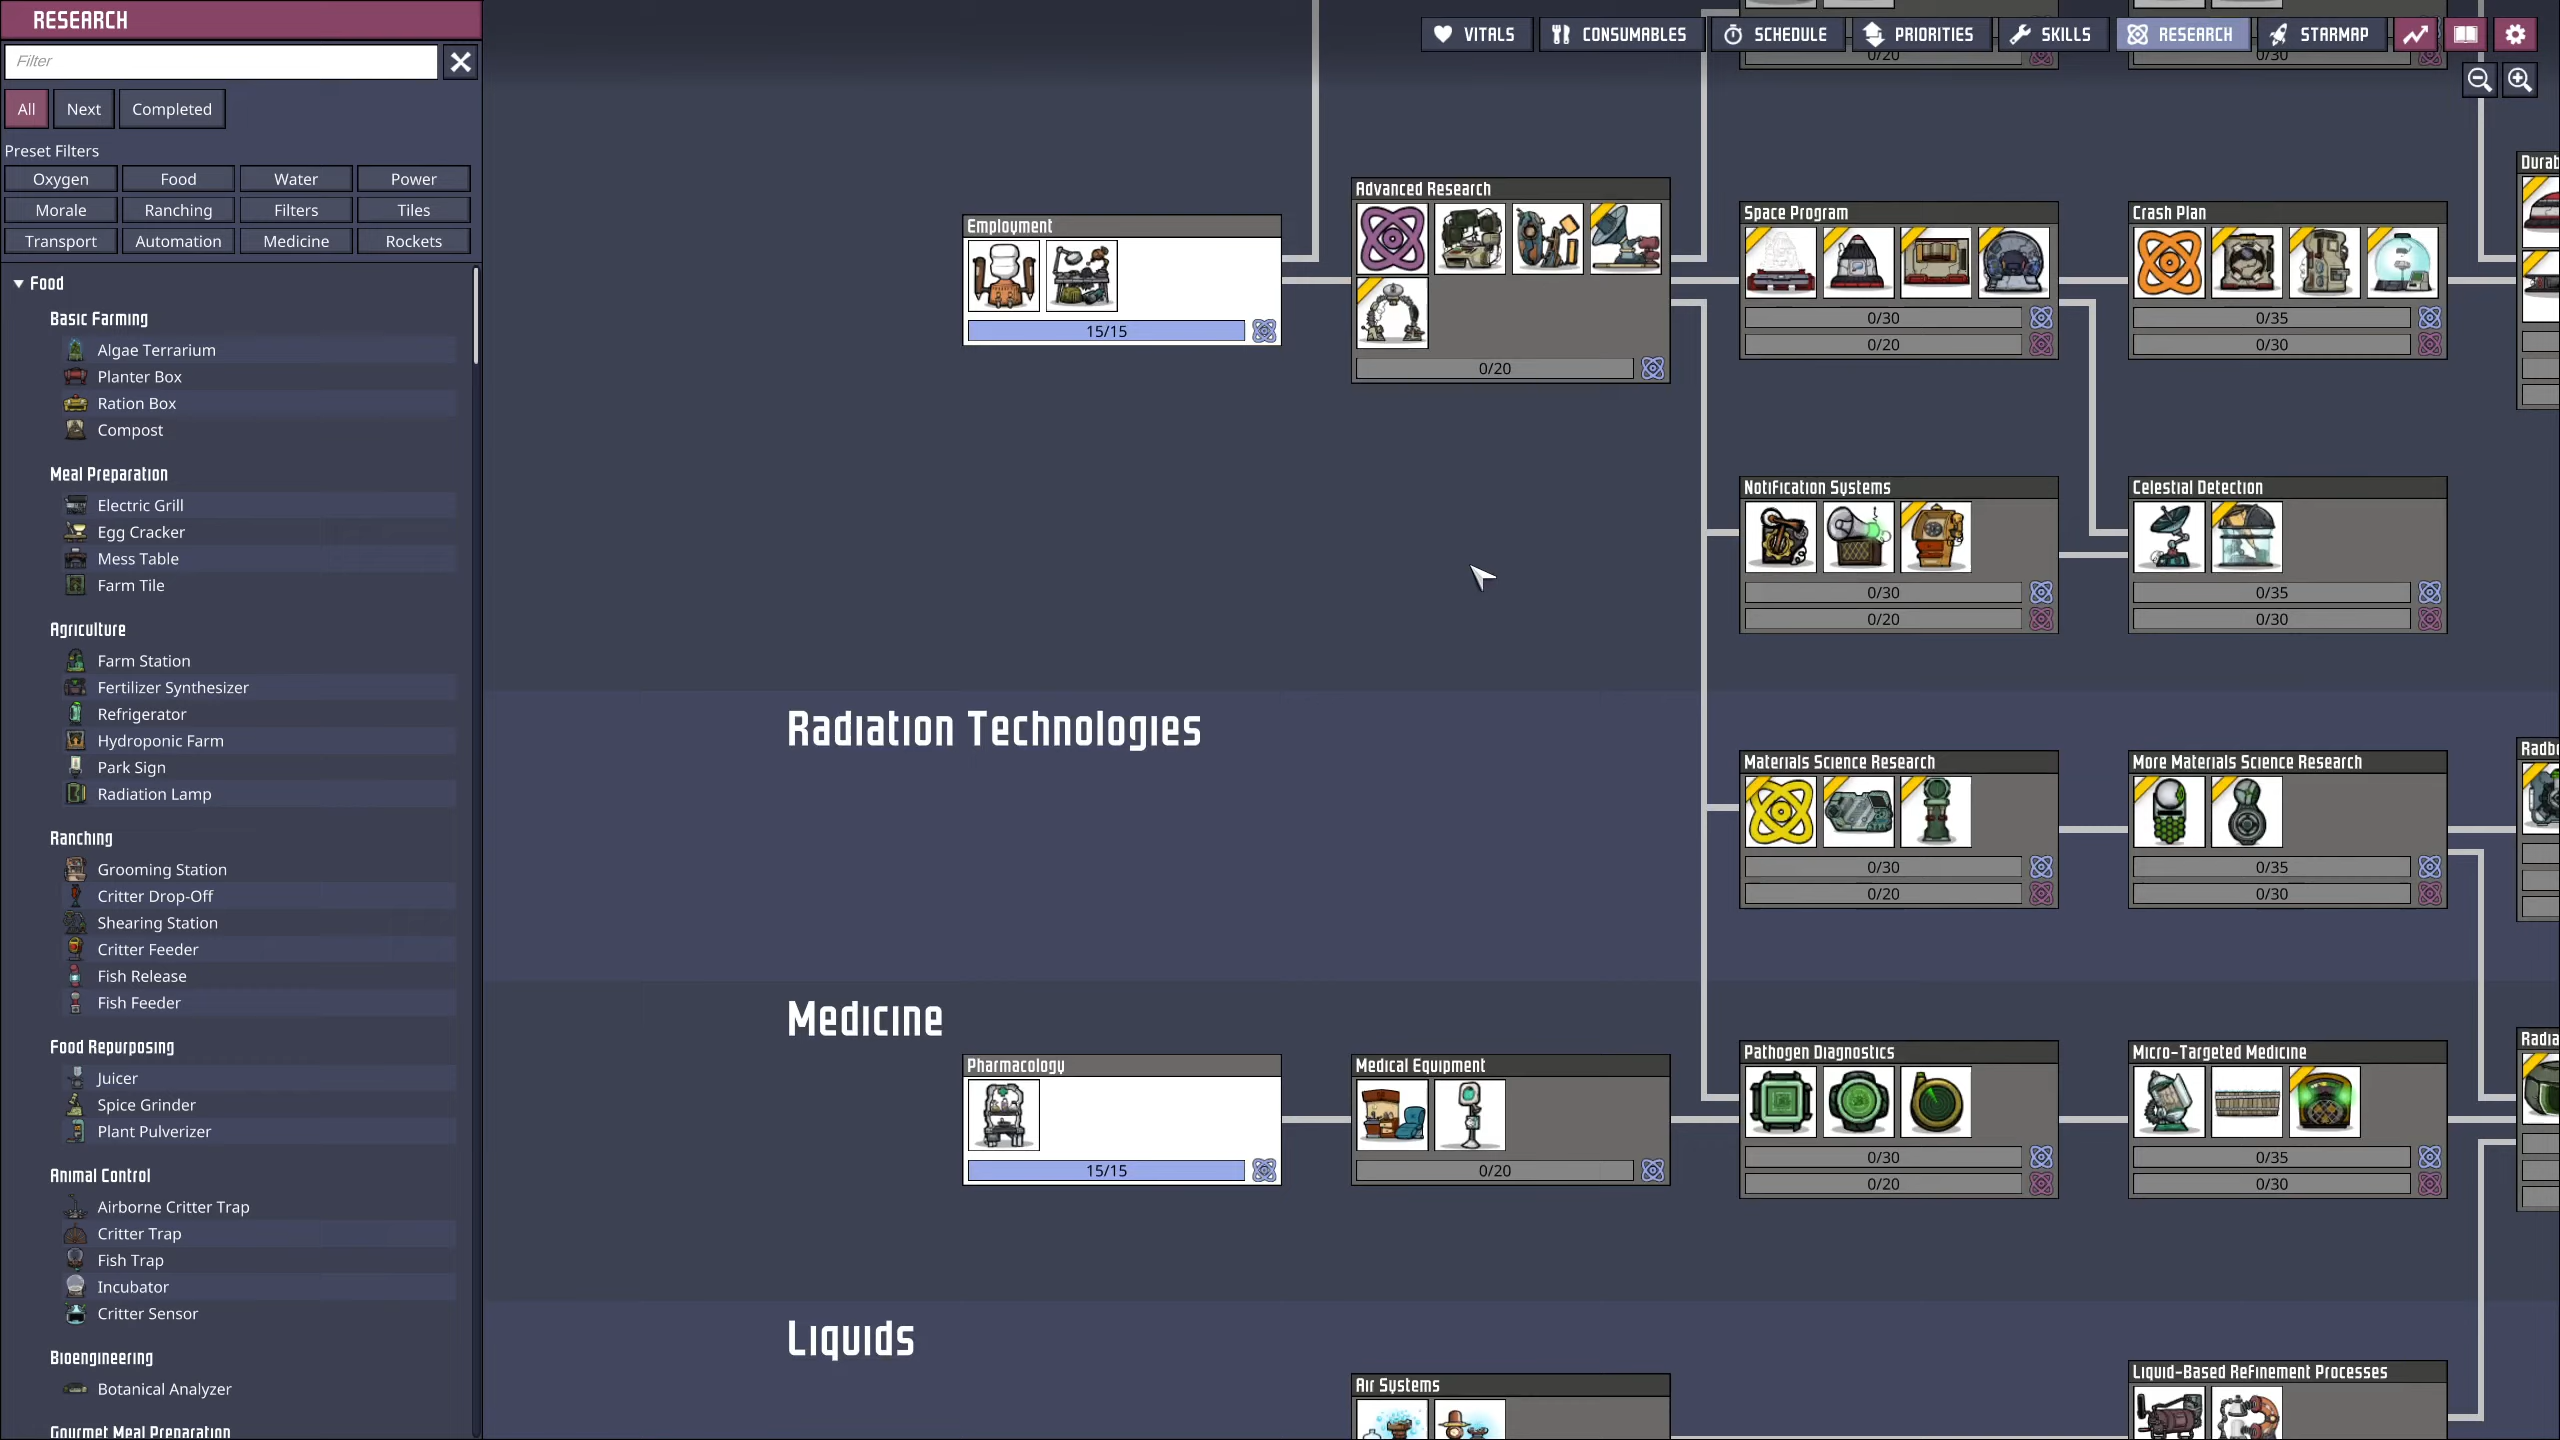 RESEARCH
VITALS
CONSUMABLES
SCHEDULE
PRIORITIES
SKILLS
RESEARCH
STARMAP
Filter
All
Next
Completed
Preset Filters
Oxygen
Food
Water
Power
Morale
Ranching
Filters
Tiles
Transport
Automation
Medicine
Rockets
Food
Basic Farming
Algae Terrarium
Planter Box
Ration Box
Compost
Meal Preparation
Electric Grill
Egg Cracker
Mess Table
Farm Tile
Agriculture
Farm Station
Fertilizer Synthesizer
Refrigerator
Hydroponic Farm
Park Sign
Radiation Lamp
Ranching
Grooming Station
Critter Drop-Off
Shearing Station
Critter Feeder
Fish Release
Fish Feeder
Food Repurposing
Juicer
Spice Grinder
Plant Pulverizer
Animal Control
Airborne Critter Trap
Critter Trap
Fish Trap
Incubator
Critter Sensor
Bioengineering
Botanical Analyzer
Gourmet Meal Preparation
0/20
0/30
Employment
15/15
Advanced Research
0/20
Space Program
0/30
0/20
Crash Plan
0/35
0/30
Notification Systems
0/30
0/20
Celestial Detection
0/35
0/30
Radiation Technologies
Materials Science Research
0/30
0/20
More Materials Science Research
0/35
0/30
Medicine
Pharmacology
15/15
Medical Equipment
0/20
Pathogen Diagnostics
0/30
0/20
Micro-Targeted Medicine
0/35
0/30
Liquids
Air Systems
Liquid-Based Refinement Processes